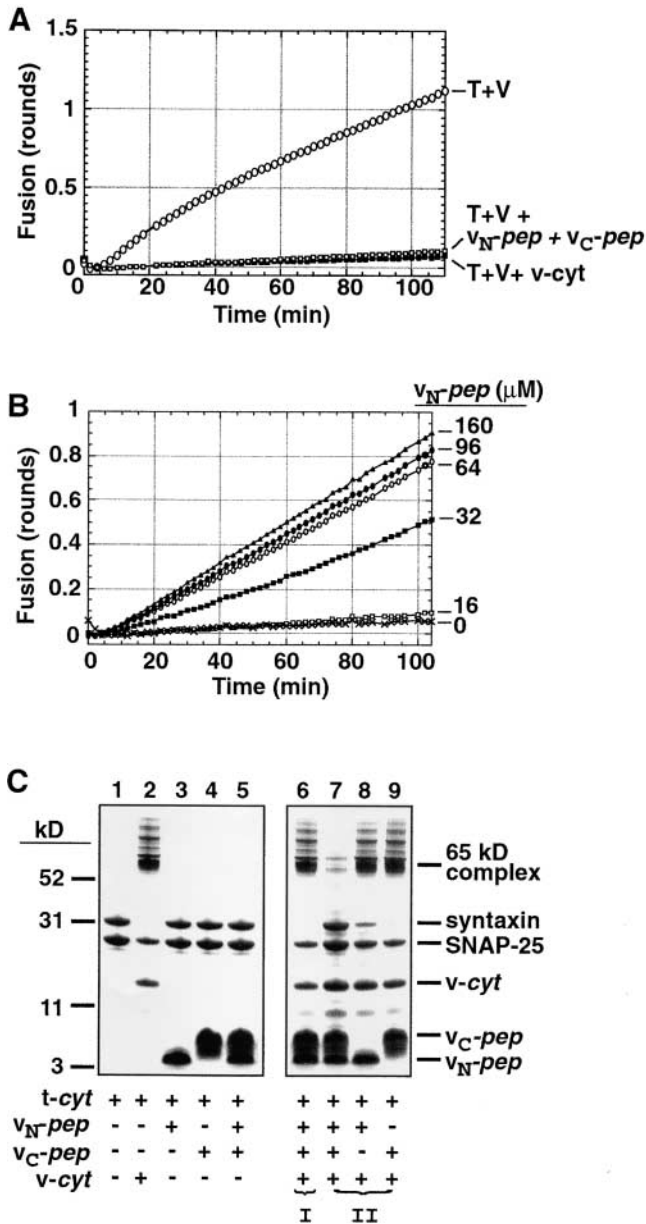 A
1.5
1
0.5
0
Fusion (rounds)
0 20 40 60 80 100
Time (min)
T+V
T+V +
vN-pep + vC-pep
T+V+ v-cyt
B
vN-pep (µM)
1
0.8
0.6
0.4
0.2
0
Fusion (rounds)
0 20 40 60 80 100
Time (min)
160
96
64
32
16
0
C
1 2 3 4 5 6 7 8 9
kD
52
31
11
3
65 kD
complex
syntaxin
SNAP-25
v-cyt
vC-pep
vN-pep
t-cyt + + + + + + + + +
vN-pep - - + - + + + + -
vC-pep - - - + + + + - +
v-cyt - + - - - + + + +
I II